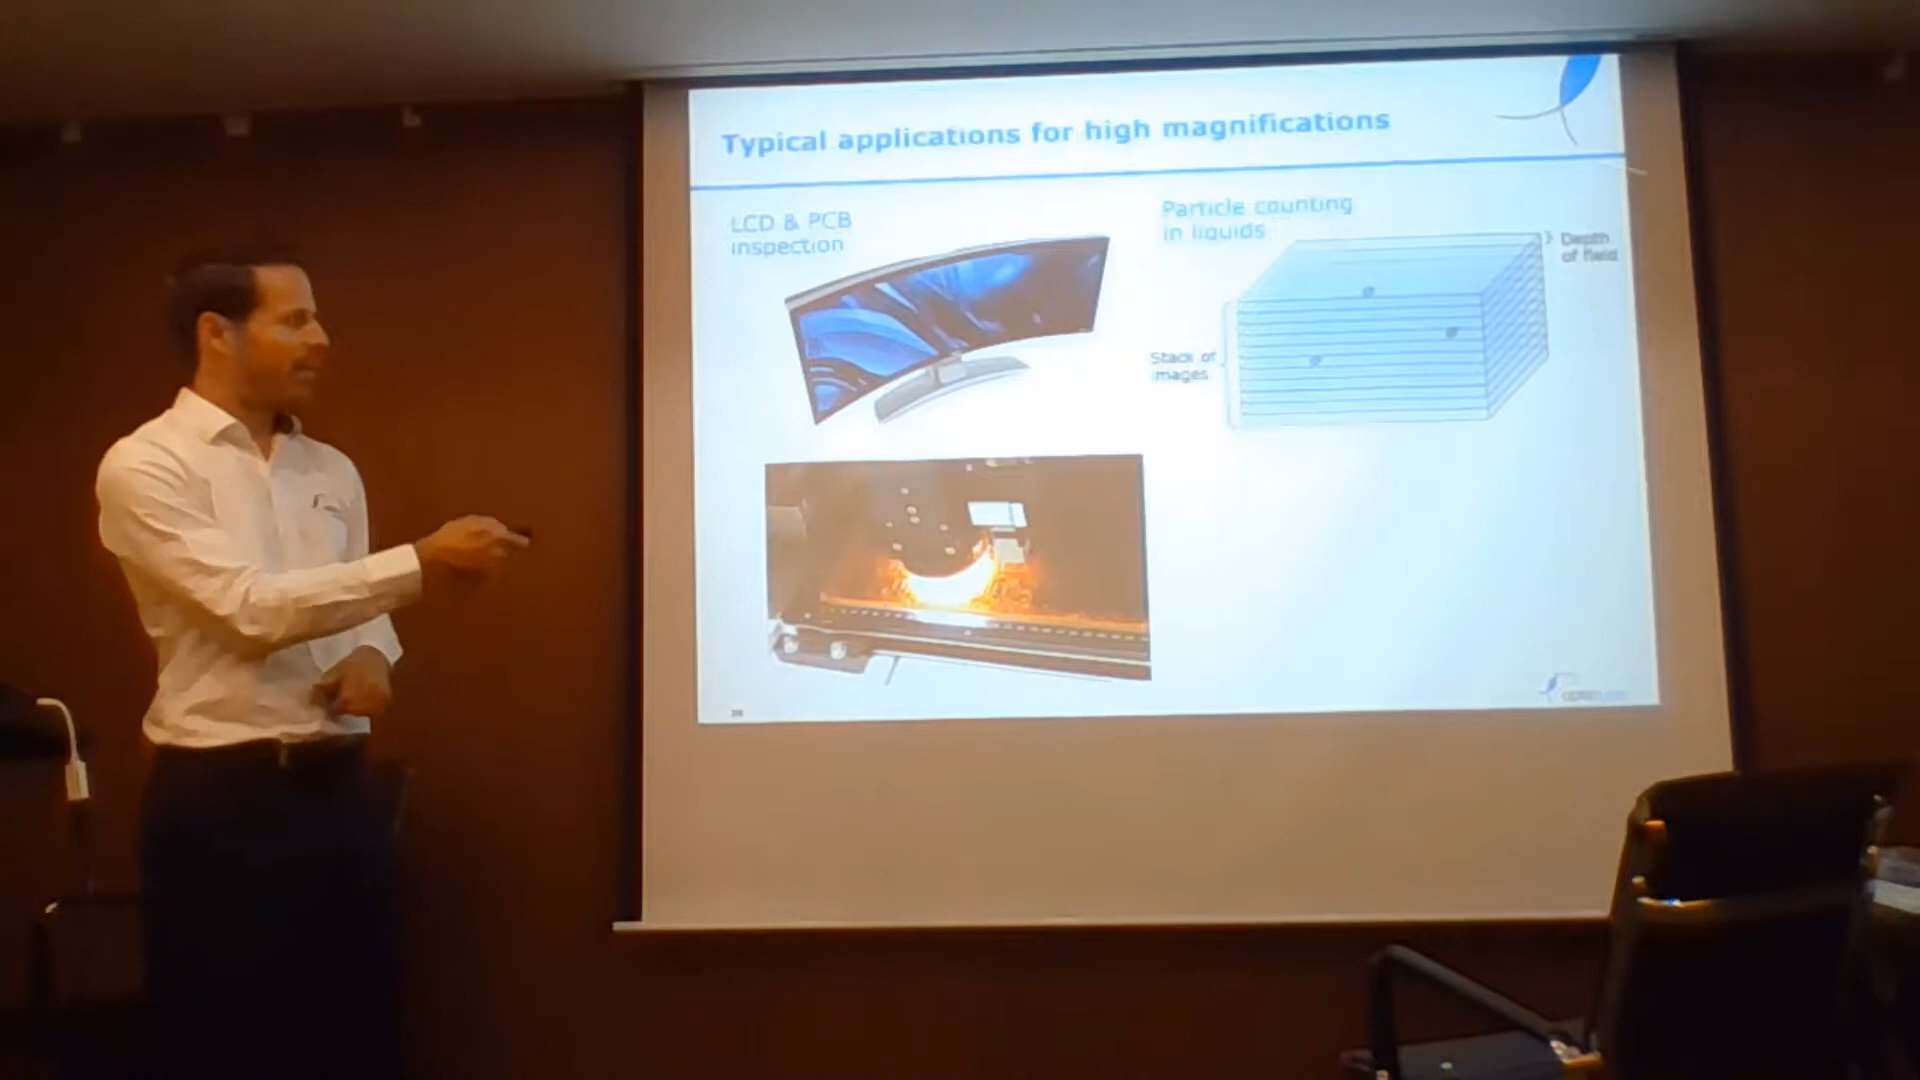 Typical applications for high magnifications
LCD & PCB
inspection
Particle counting
in liquids
Depth
of field
Stack of
images